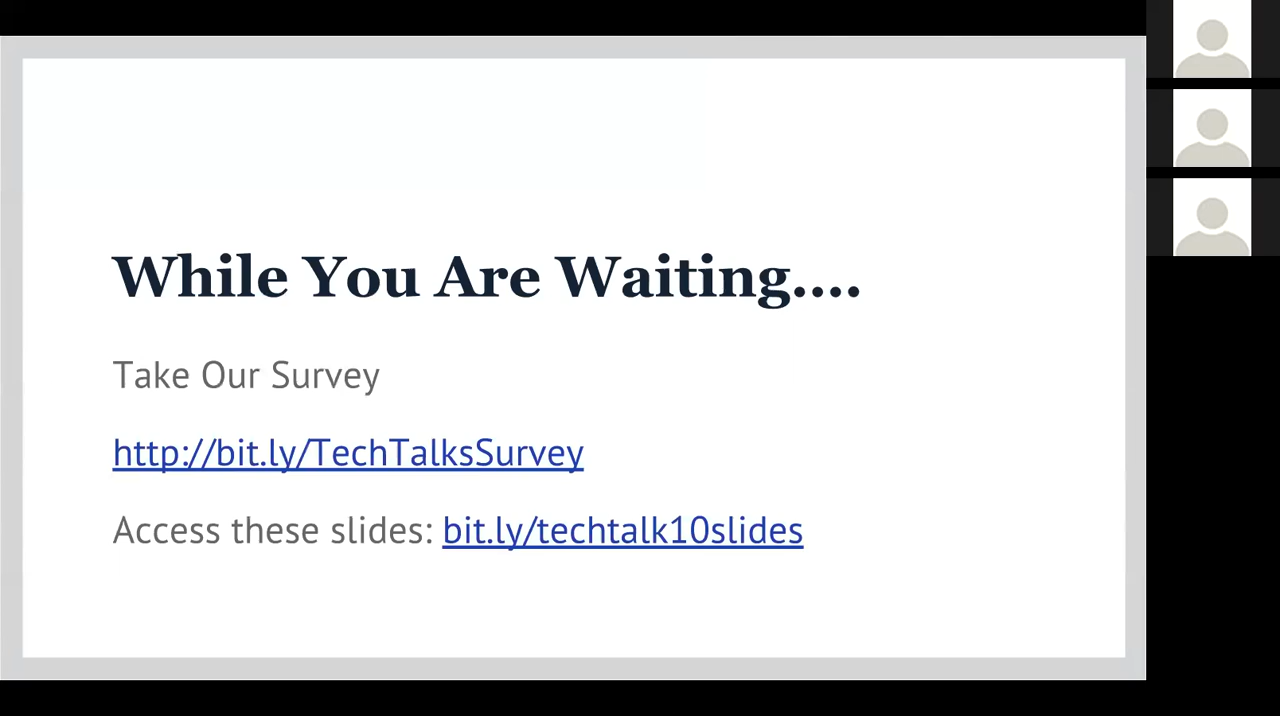 While You Are Waiting....
Take Our Survey
http://bit.ly/TechTalksSurvey
Access these slides: bit.ly/techtalk10slides